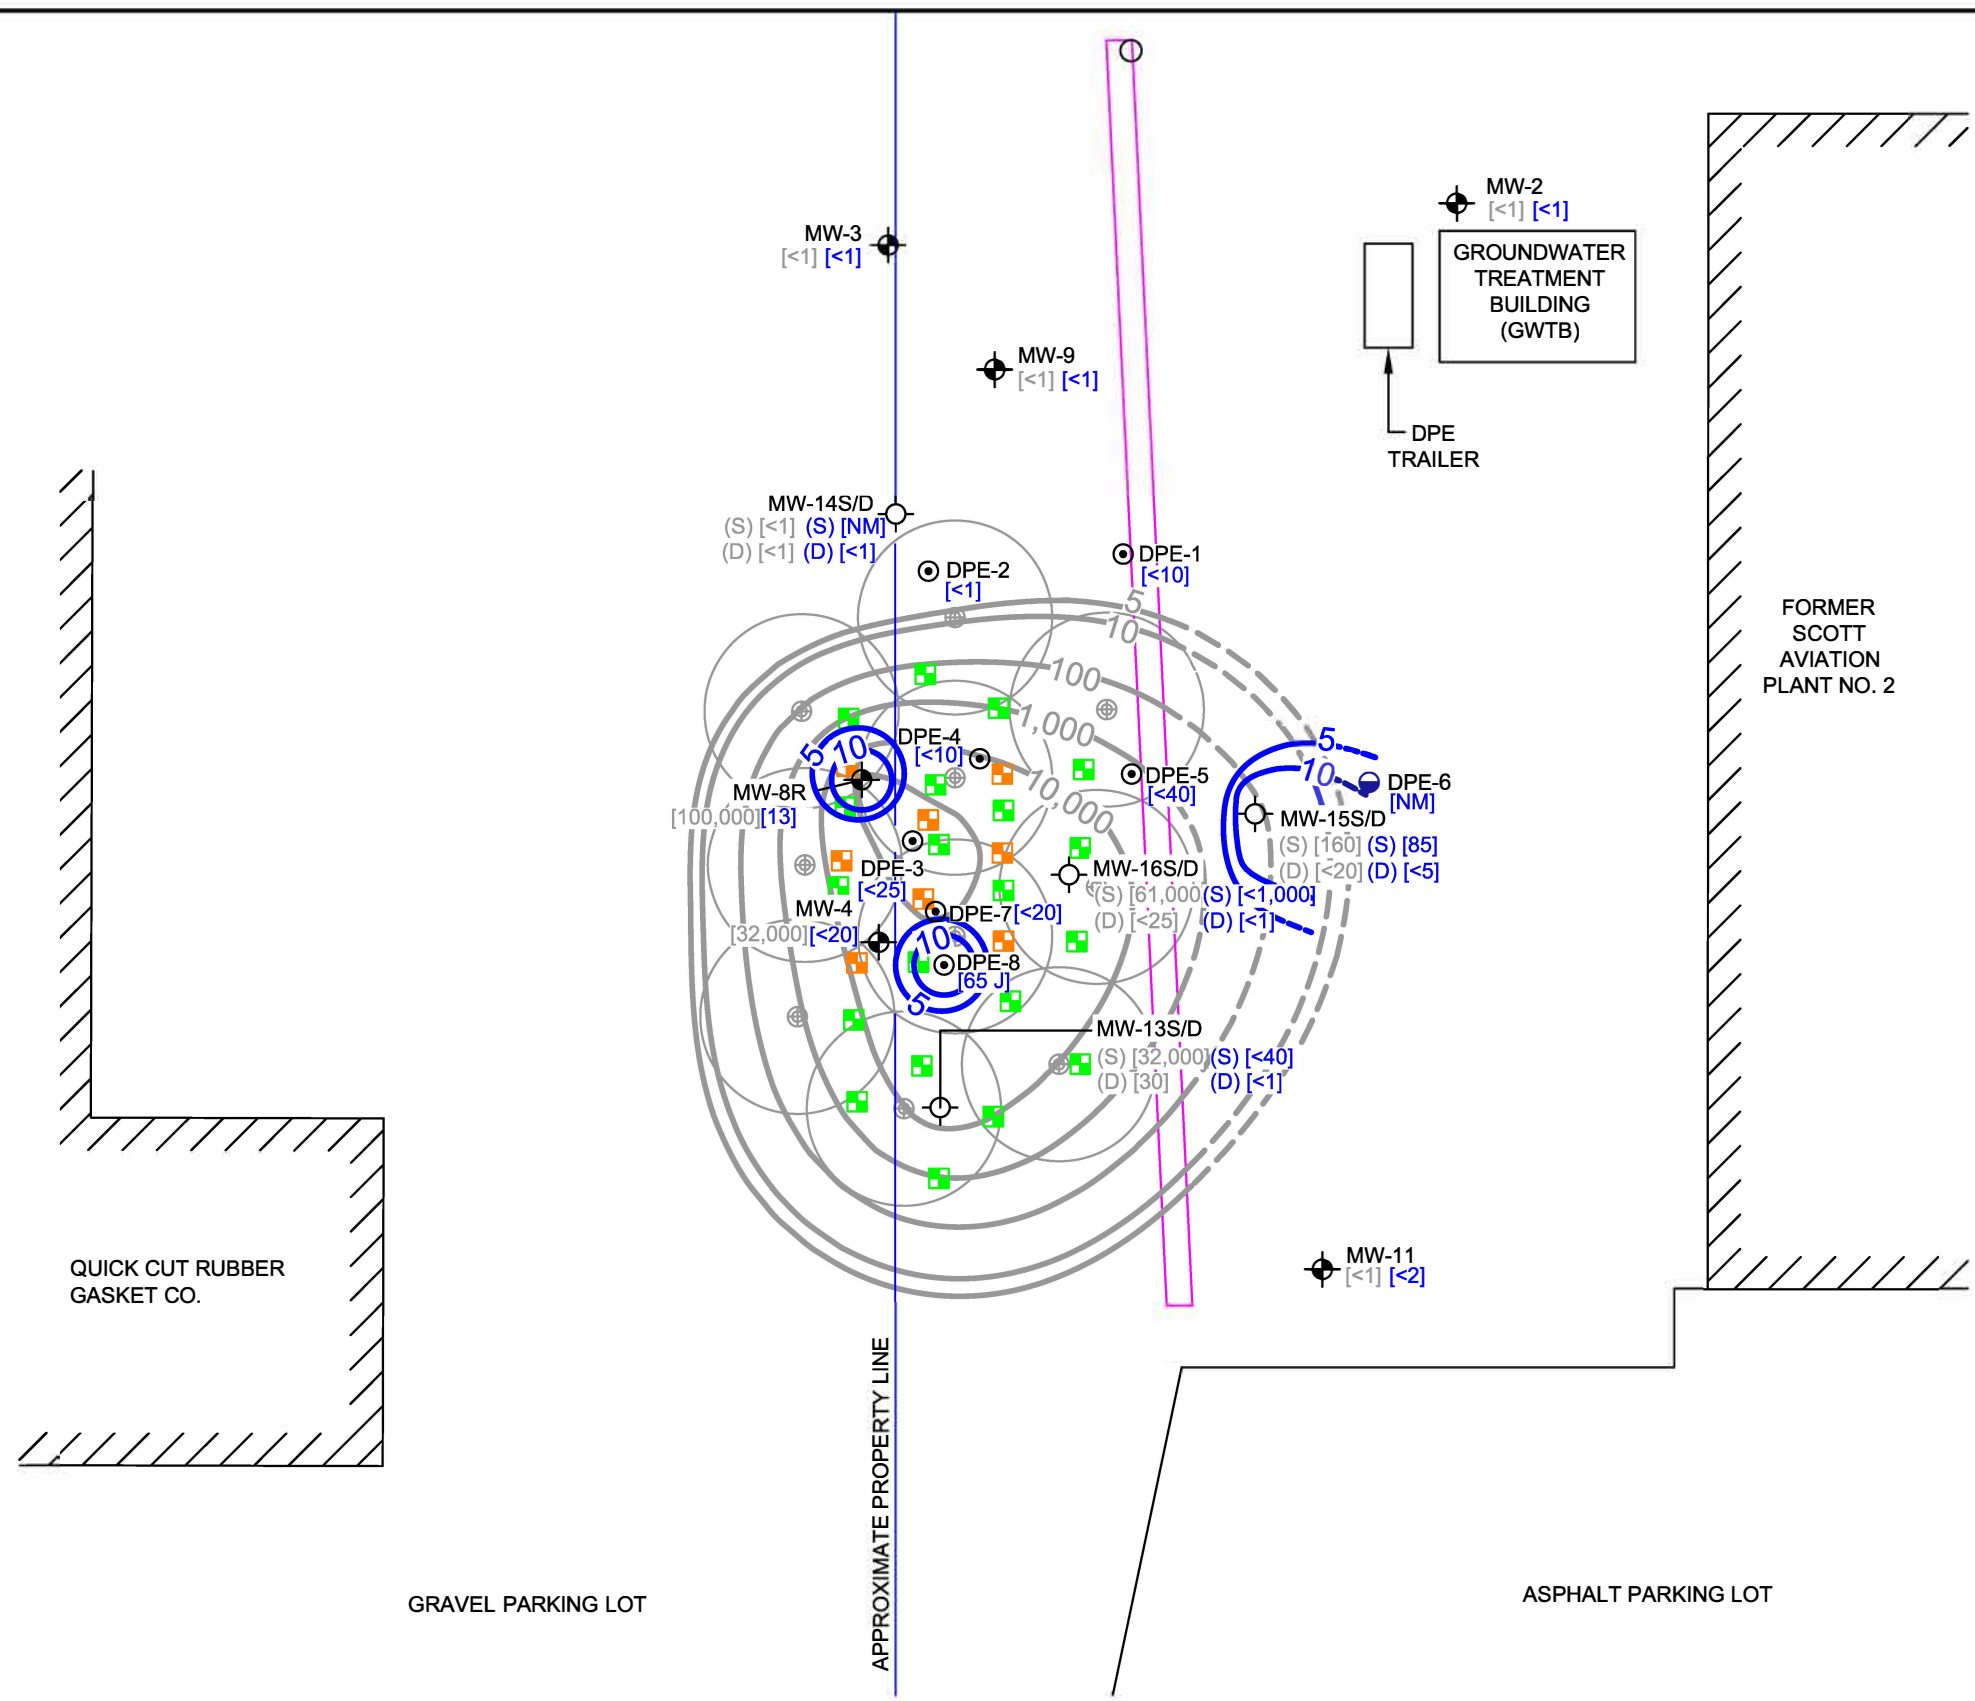 MW-2
[<1] [<1]
MW-3
[<1] [<1]
GROUNDWATER
TREATMENT
BUILDING
(GWTB)
MW-9
[<1] [<1]
DPE
TRAILER
MW-14S/D
(S) [<1] (S) [NM]
(D) [<1] (D) [<1]
DPE-2
[<1]
DPE-1
[<10]
5
10
100
1,000
10,000
FORMER
SCOTT
AVIATION
PLANT NO. 2
5
10
DPE-4
[<10]
MW-8R
[100,000][13]
DPE-5
[<40]
5
10
DPE-6
[NM]
MW-15S/D
(S) [160] (S) [85]
(D) [<20] (D) [<5]
DPE-3
[<25]
MW-16S/D
(S) [61,000] (S) [<1,000]
(D) [<25] (D) [<1]
MW-4
[32,000][<20]
DPE-7 [<20]
10
5
DPE-8
[65 J]
MW-13S/D
(S) [32,000] (S) [<40]
(D) [30] (D) [<1]
MW-11
[<1] [<2]
QUICK CUT RUBBER
GASKET CO.
APPROXIMATE PROPERTY LINE
GRAVEL PARKING LOT
ASPHALT PARKING LOT